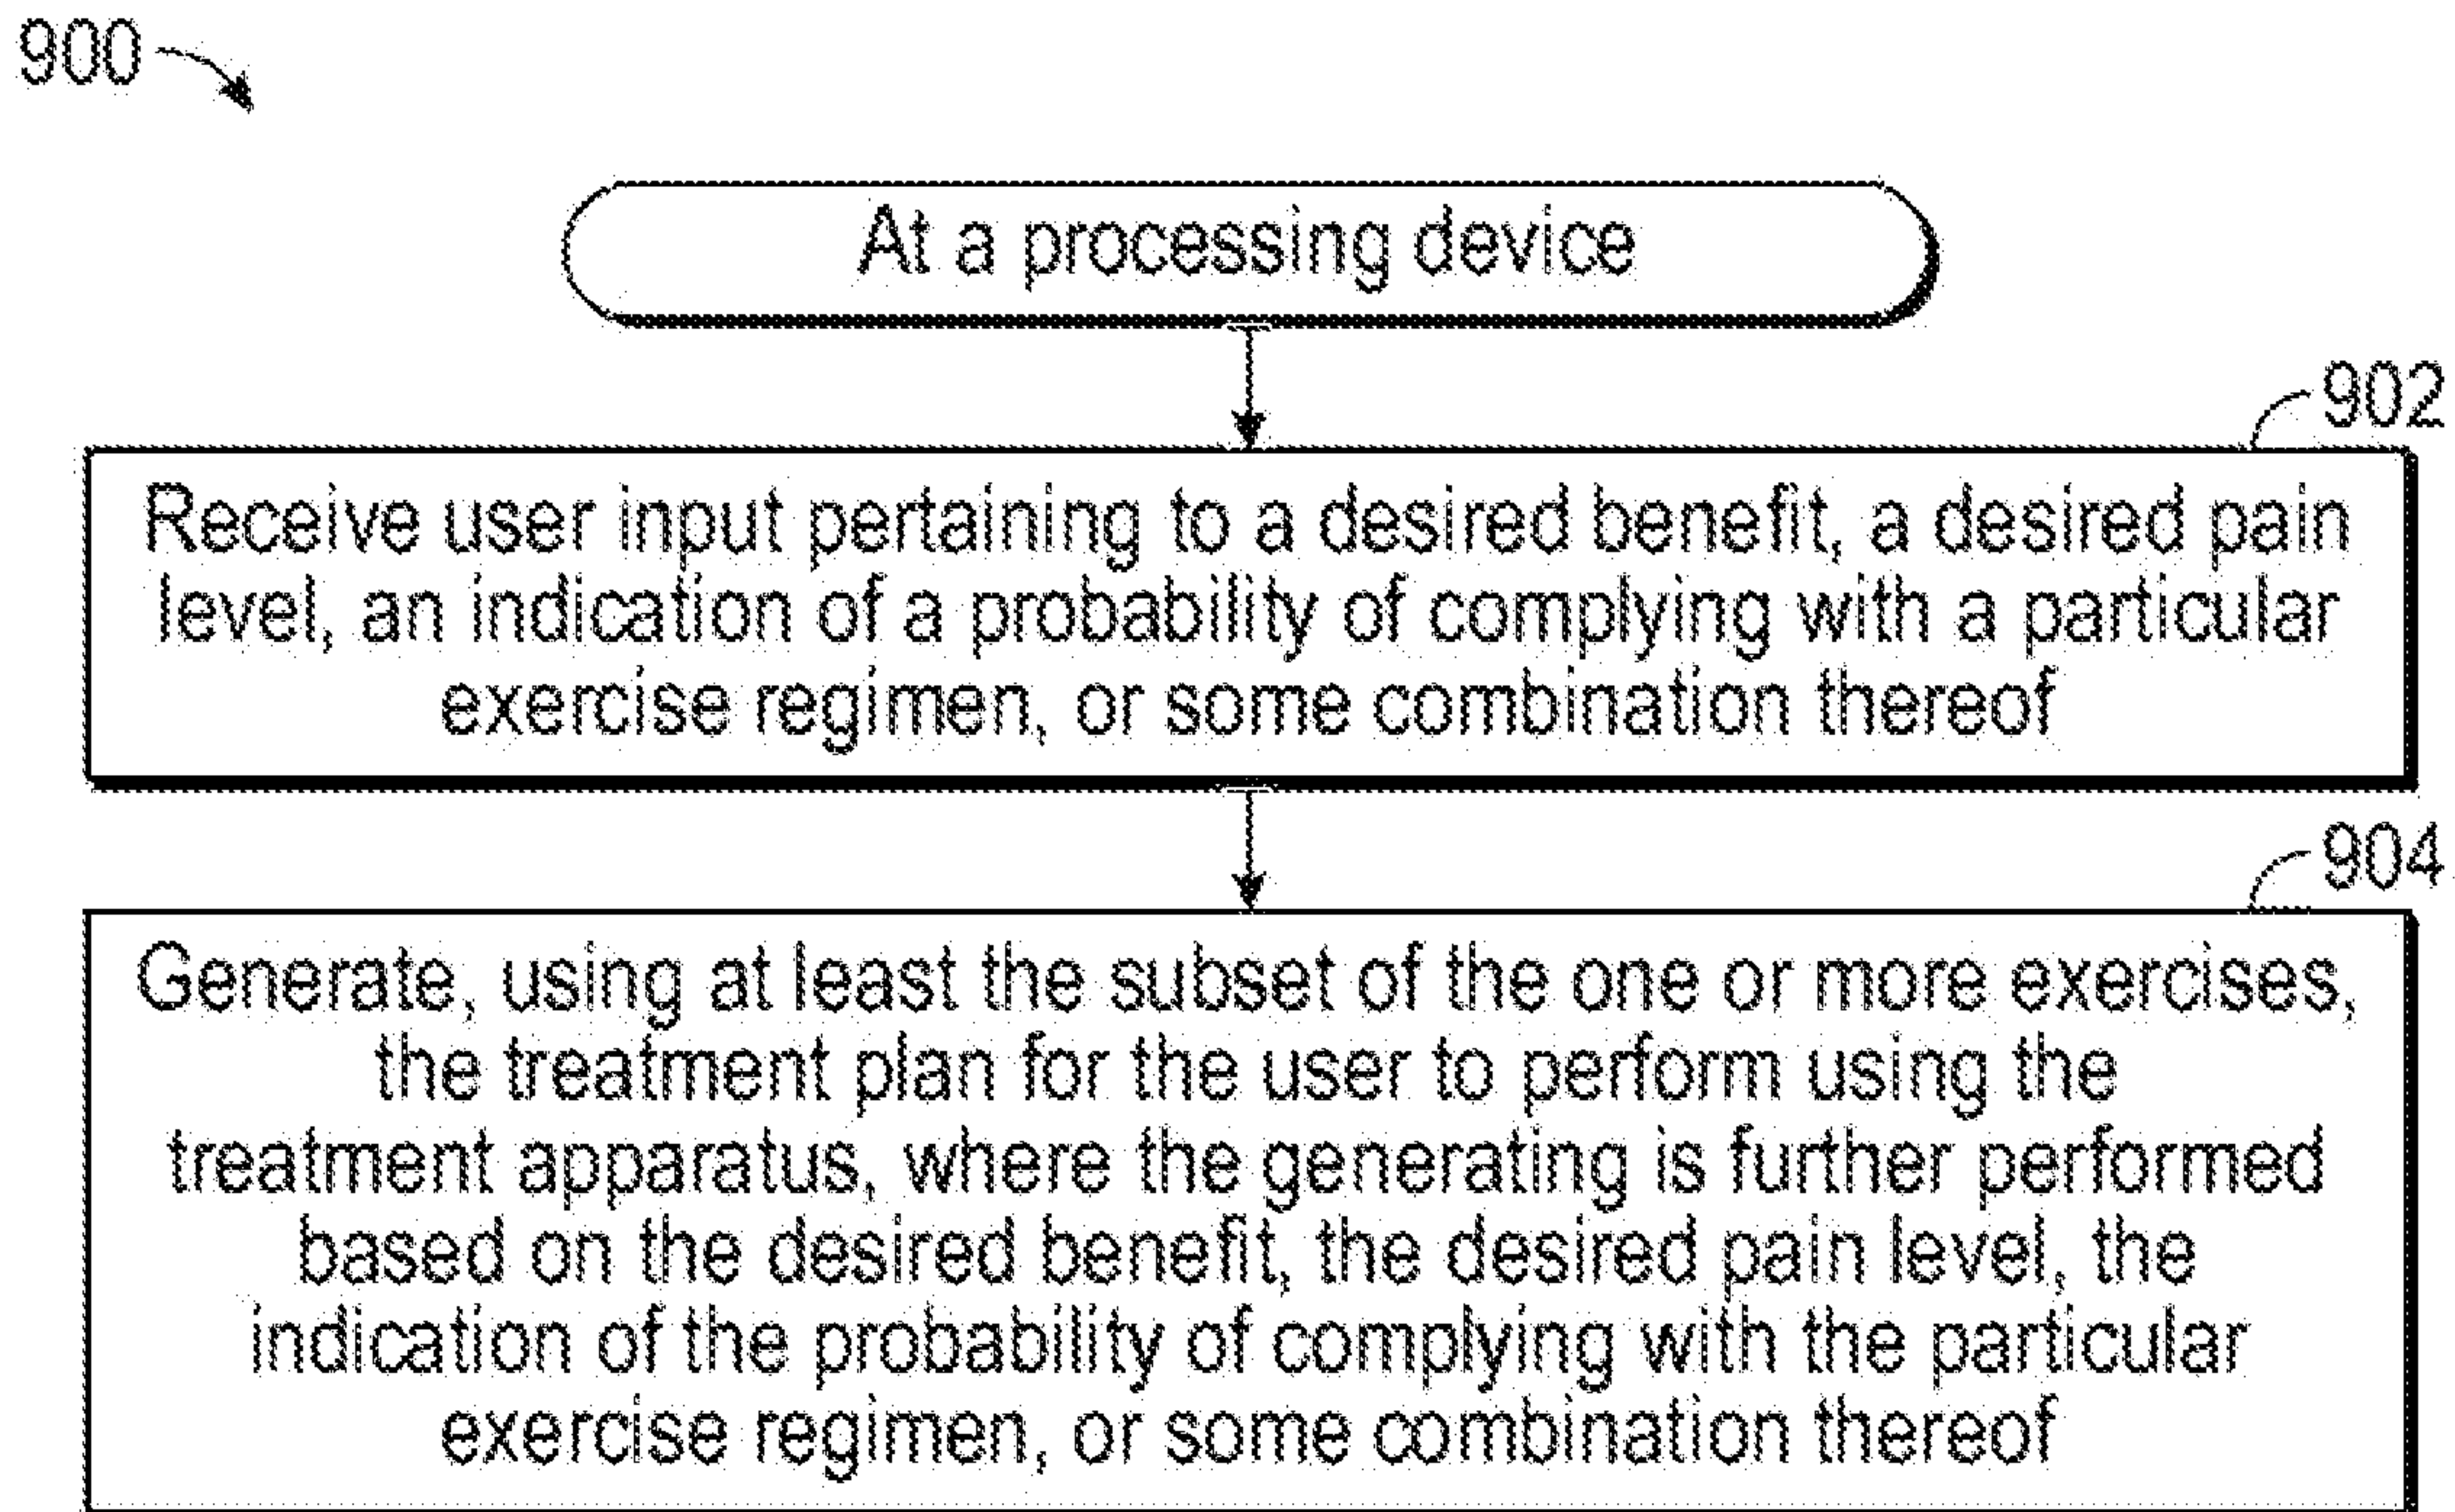 900
At a processing device
902
Receive user input pertaining to a desired benefit, a desired pain
level, an indication of a probability of complying with a particular
exercise regimen, or some combination thereof
904
Generate, using at least the subset of the one or more exercises,
the treatment plan for the user to perform using the
treatment apparatus, where the generating is further performed
based on the desired benefit, the desired pain level, the
indication of the probability of complying with the particular
exercise regimen, or some combination thereof